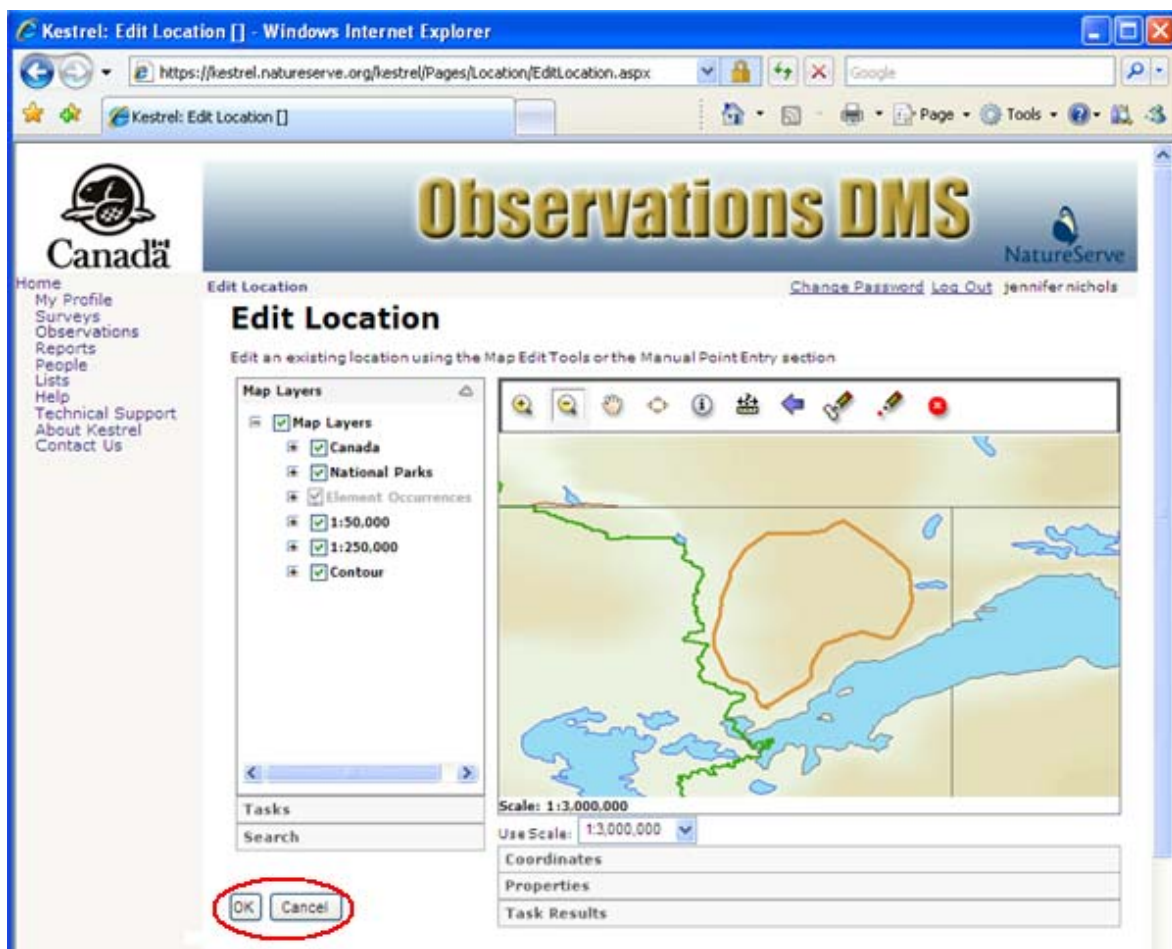 Kestrel: Edit Location [] - Windows Internet Explorer
https://kestrel.natureserve.org/kestrel/Pages/Location/EditLocation.aspx
Google
Kestrel: Edit Location []
Page
Tools
Canada
Observations DMS
NatureServe
Home
My Profile
Surveys
Observations
Reports
People
Lists
Help
Technical Support
About Kestrel
Contact Us
Edit Location
Change Password Log Out jennifer nichols
Edit Location
Edit an existing location using the Map Edit Tools or the Manual Point Entry section
Map Layers
Map Layers
Canada
National Parks
Element Occurrences
1:50,000
1:250,000
Contour
Tasks
Search
Scale: 1:3,000,000
Use Scale: 1:3,000,000
Coordinates
Properties
Task Results
OK Cancel